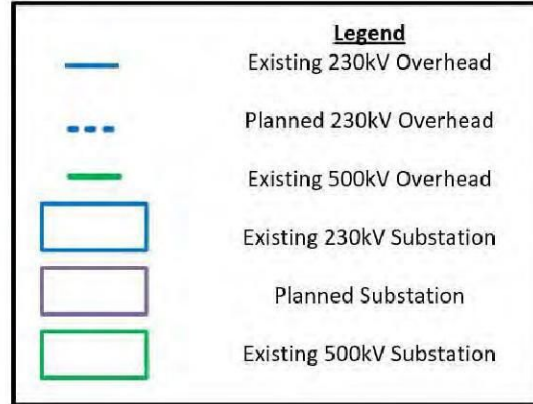 Legend
Existing 230kV Overhead
Planned 230kV Overhead
Existing 500kV Overhead
Existing 230kV Substation
Planned Substation
Existing 500kV Substation